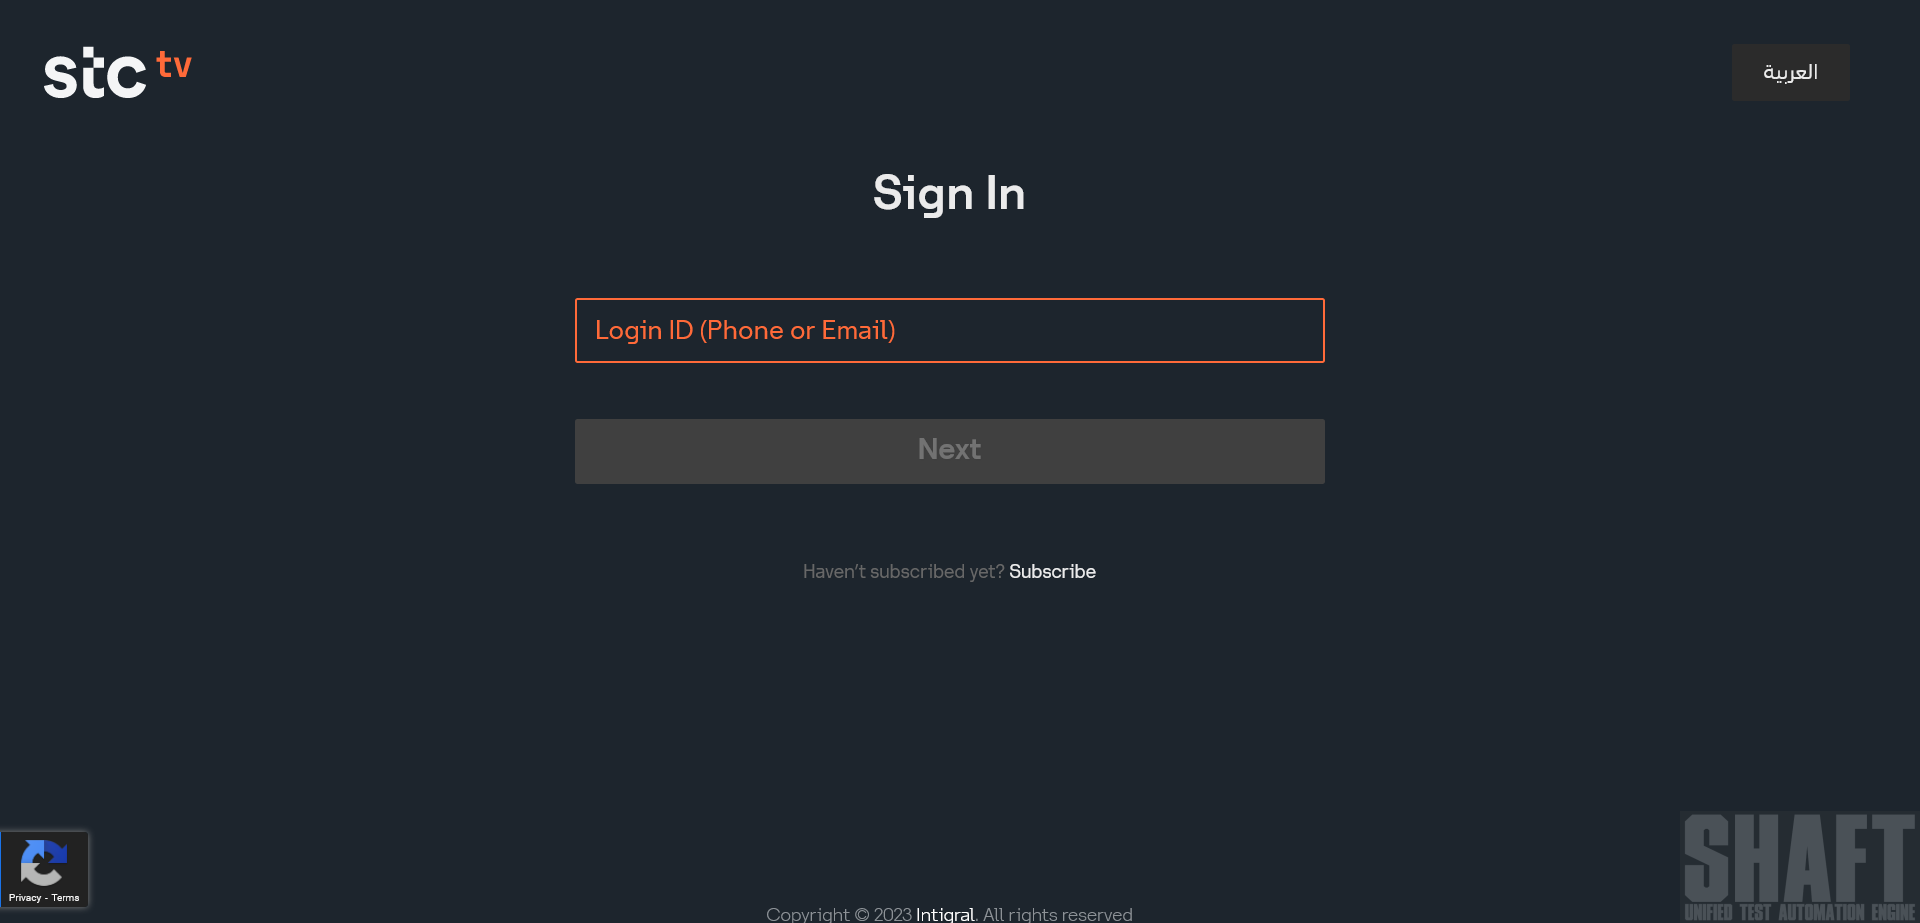 stc tv
العربية
Sign In
Login ID (Phone or Email)
Next
Haven't subscribed yet? Subscribe
Privacy - Terms
SHAFT
UNIFIED TEST AUTOMATION ENGINE
Copyright © 2023 Intigral. All rights reserved